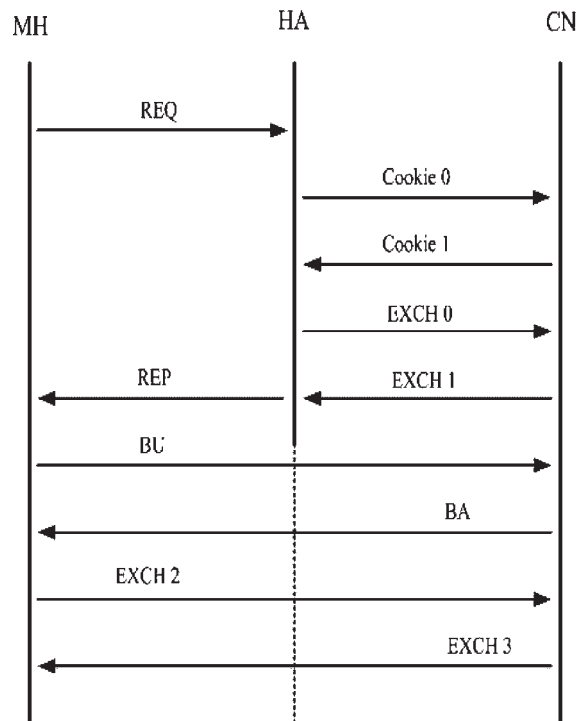 MH HA CN
REQ
Cookie 0
Cookie 1
EXCH 0
REP EXCH 1
BU
BA
EXCH 2
EXCH 3